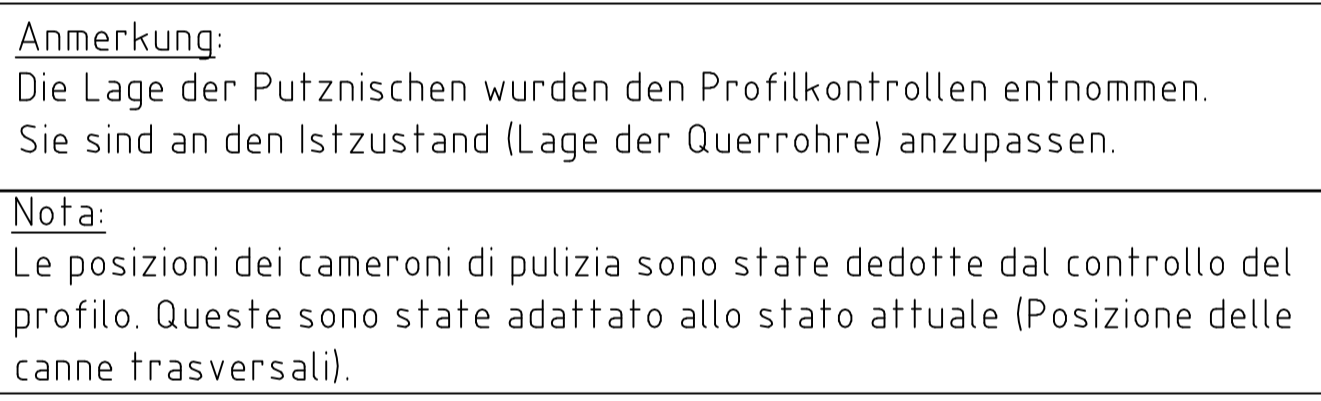 Anmerkung:
Die Lage der Putznischen wurden den Profilkontrollen entnommen.
Sie sind an den Istzustand (Lage der Querrohre) anzupassen.
Nota:
Le posizioni dei cameroni di pulizia sono state dedotte dal controllo del
profilo. Queste sono state adattato allo stato attuale (Posizione delle
canne trasversali).